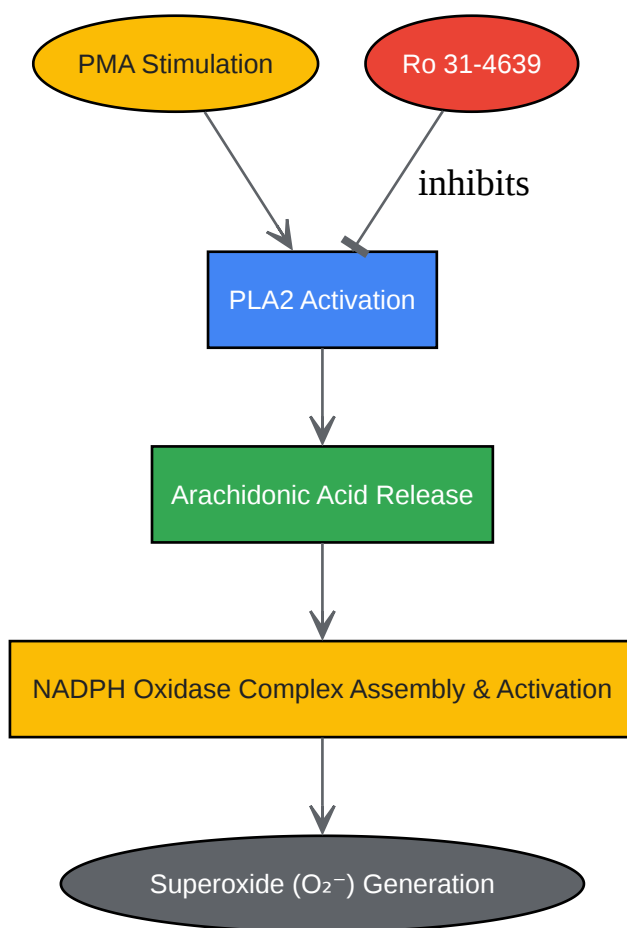 PMA Stimulation
Ro 31-4639
inhibits
PLA2 Activation
Arachidonic Acid Release
NADPH Oxidase Complex Assembly & Activation
Superoxide (O₂⁻) Generation